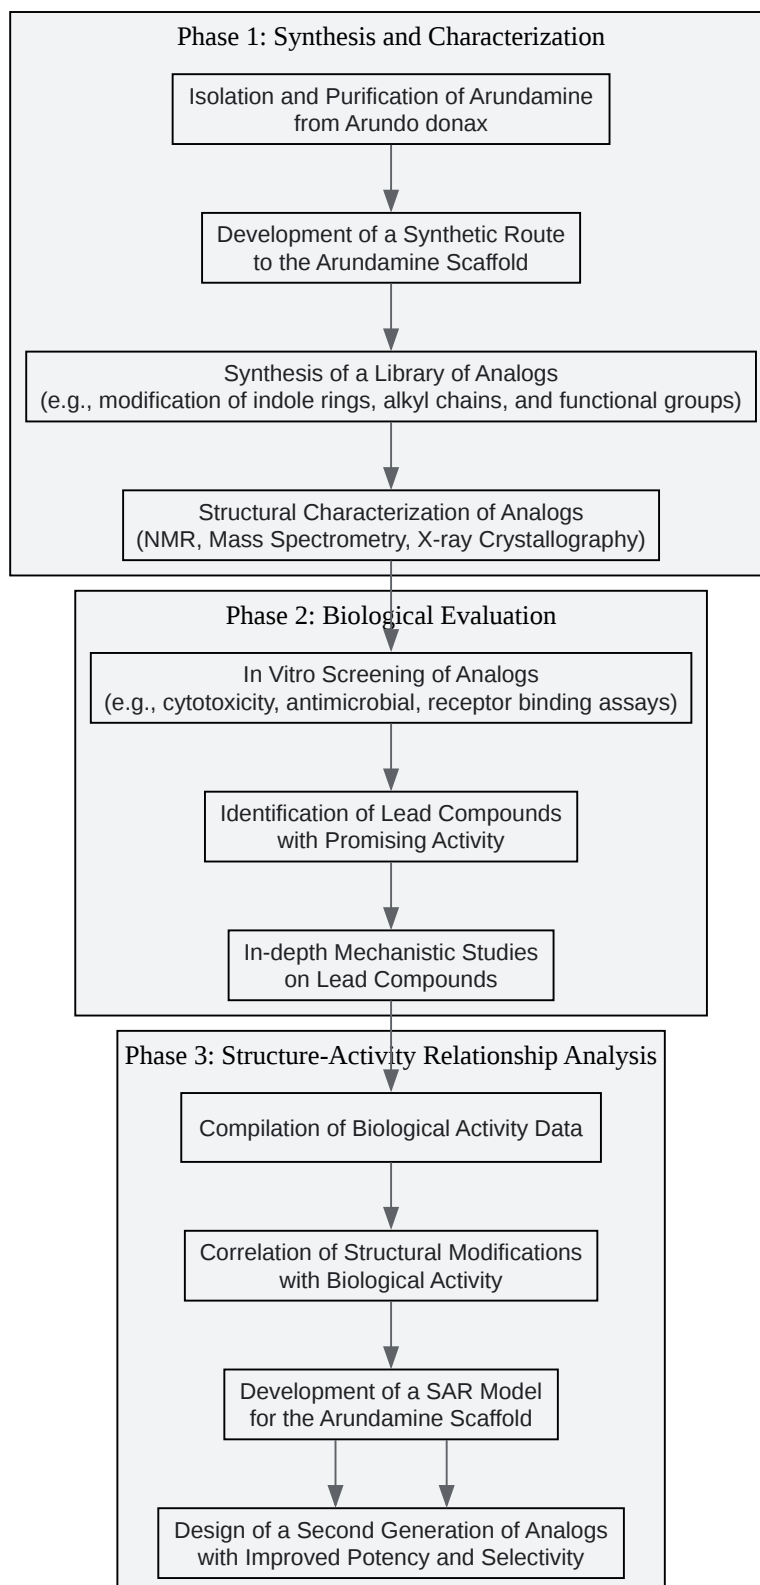 Phase 1: Synthesis and Characterization
Isolation and Purification of Arundamine
from Arundo donax
Development of a Synthetic Route
to the Arundamine Scaffold
Synthesis of a Library of Analogs
(e.g., modification of indole rings, alkyl chains, and functional groups)
Structural Characterization of Analogs
(NMR, Mass Spectrometry, X-ray Crystallography)
Phase 2: Biological Evaluation
In Vitro Screening of Analogs
(e.g., cytotoxicity, antimicrobial, receptor binding assays)
Identification of Lead Compounds
with Promising Activity
In-depth Mechanistic Studies
on Lead Compounds
Phase 3: Structure-Activity Relationship Analysis
Compilation of Biological Activity Data
Correlation of Structural Modifications
with Biological Activity
Development of a SAR Model
for the Arundamine Scaffold
Design of a Second Generation of Analogs
with Improved Potency and Selectivity